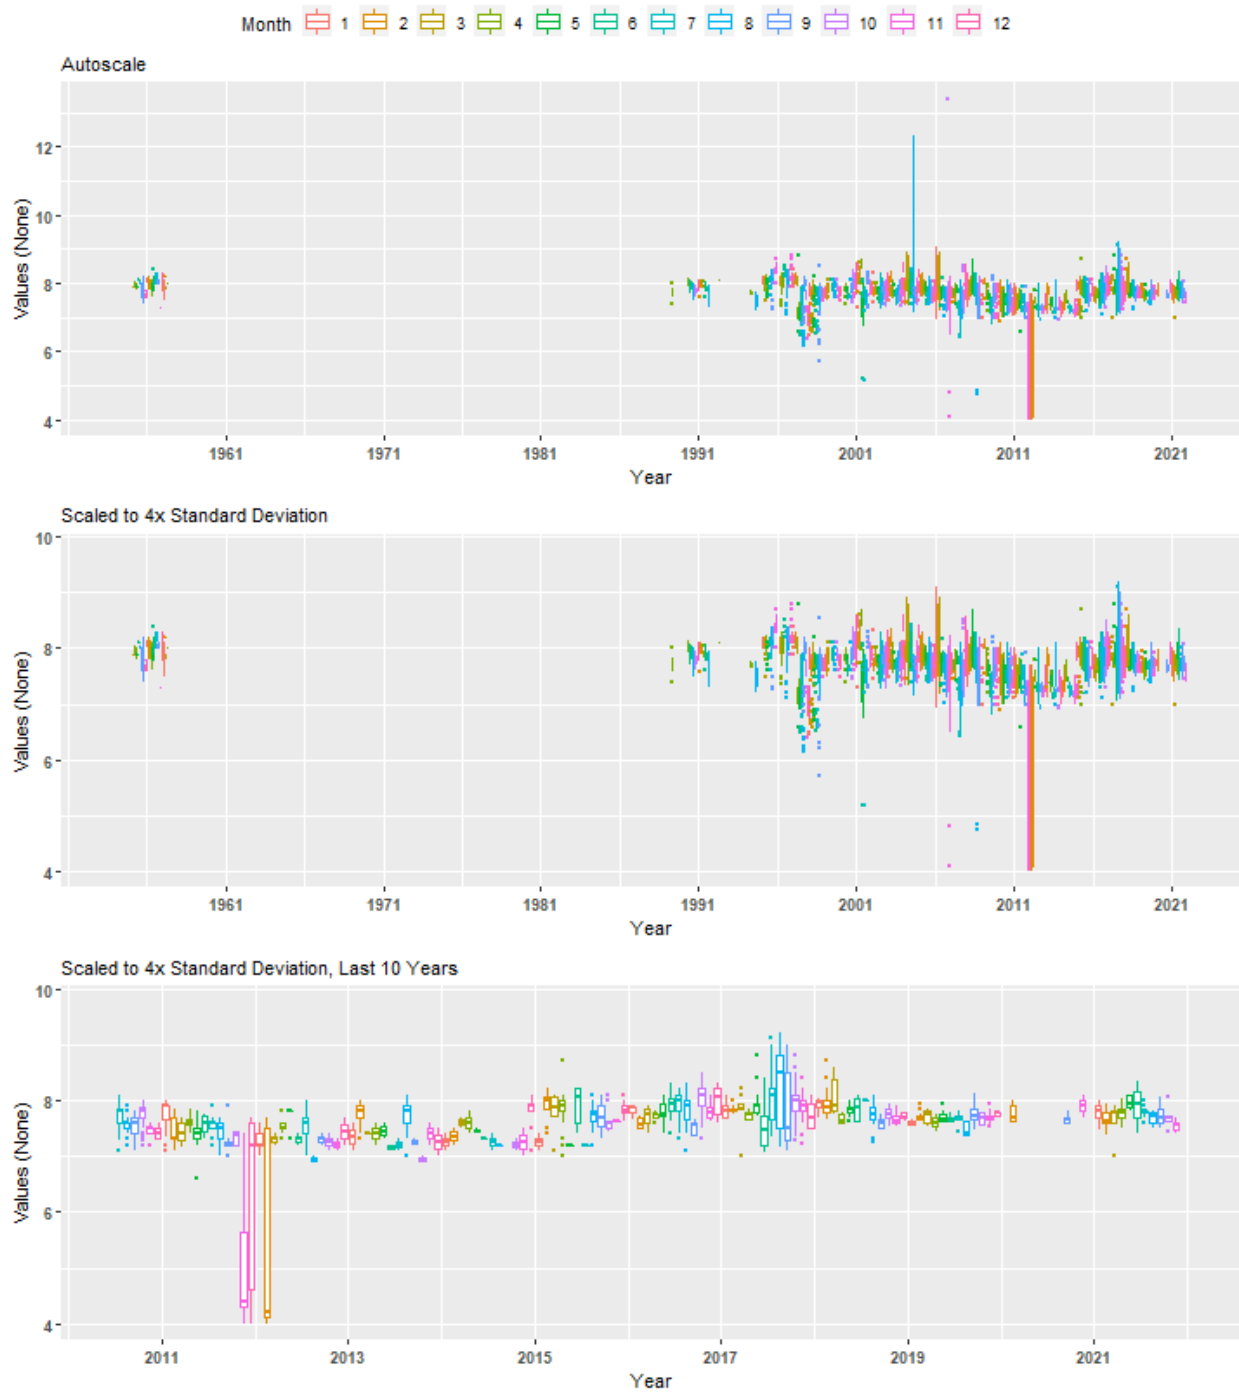 Month 1 2 3 4 5 6 7 8 9 10 11 12
Autoscale
Values (None)
12
10
8
6
4
1961 1971 1981 1991 2001 2011 2021
Year
Scaled to 4x Standard Deviation
Values (None)
10
8
6
4
1961 1971 1981 1991 2001 2011 2021
Year
Scaled to 4x Standard Deviation, Last 10 Years
Values (None)
10
8
6
4
2011 2013 2015 2017 2019 2021
Year